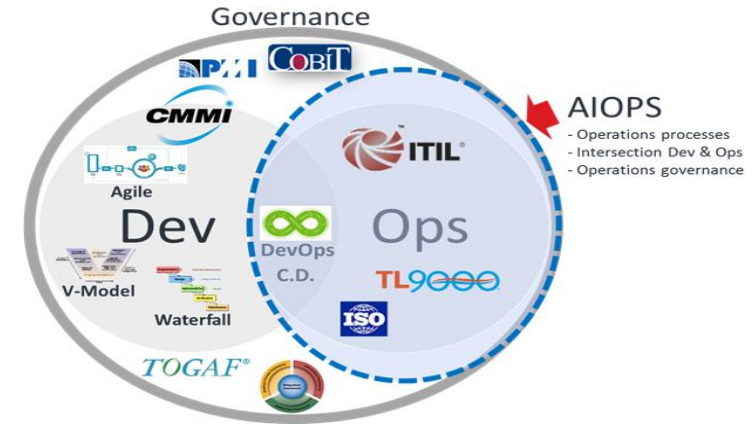 Governance
PMI
COBIT
CMMI
AIOPS
- Operations processes
- Intersection Dev & Ops
- Operations governance
™
ITIL®
Agile
Dev
Ops
DevOps
C.D.
V-Model
Waterfall
TL9000
ISO
TOGAF®